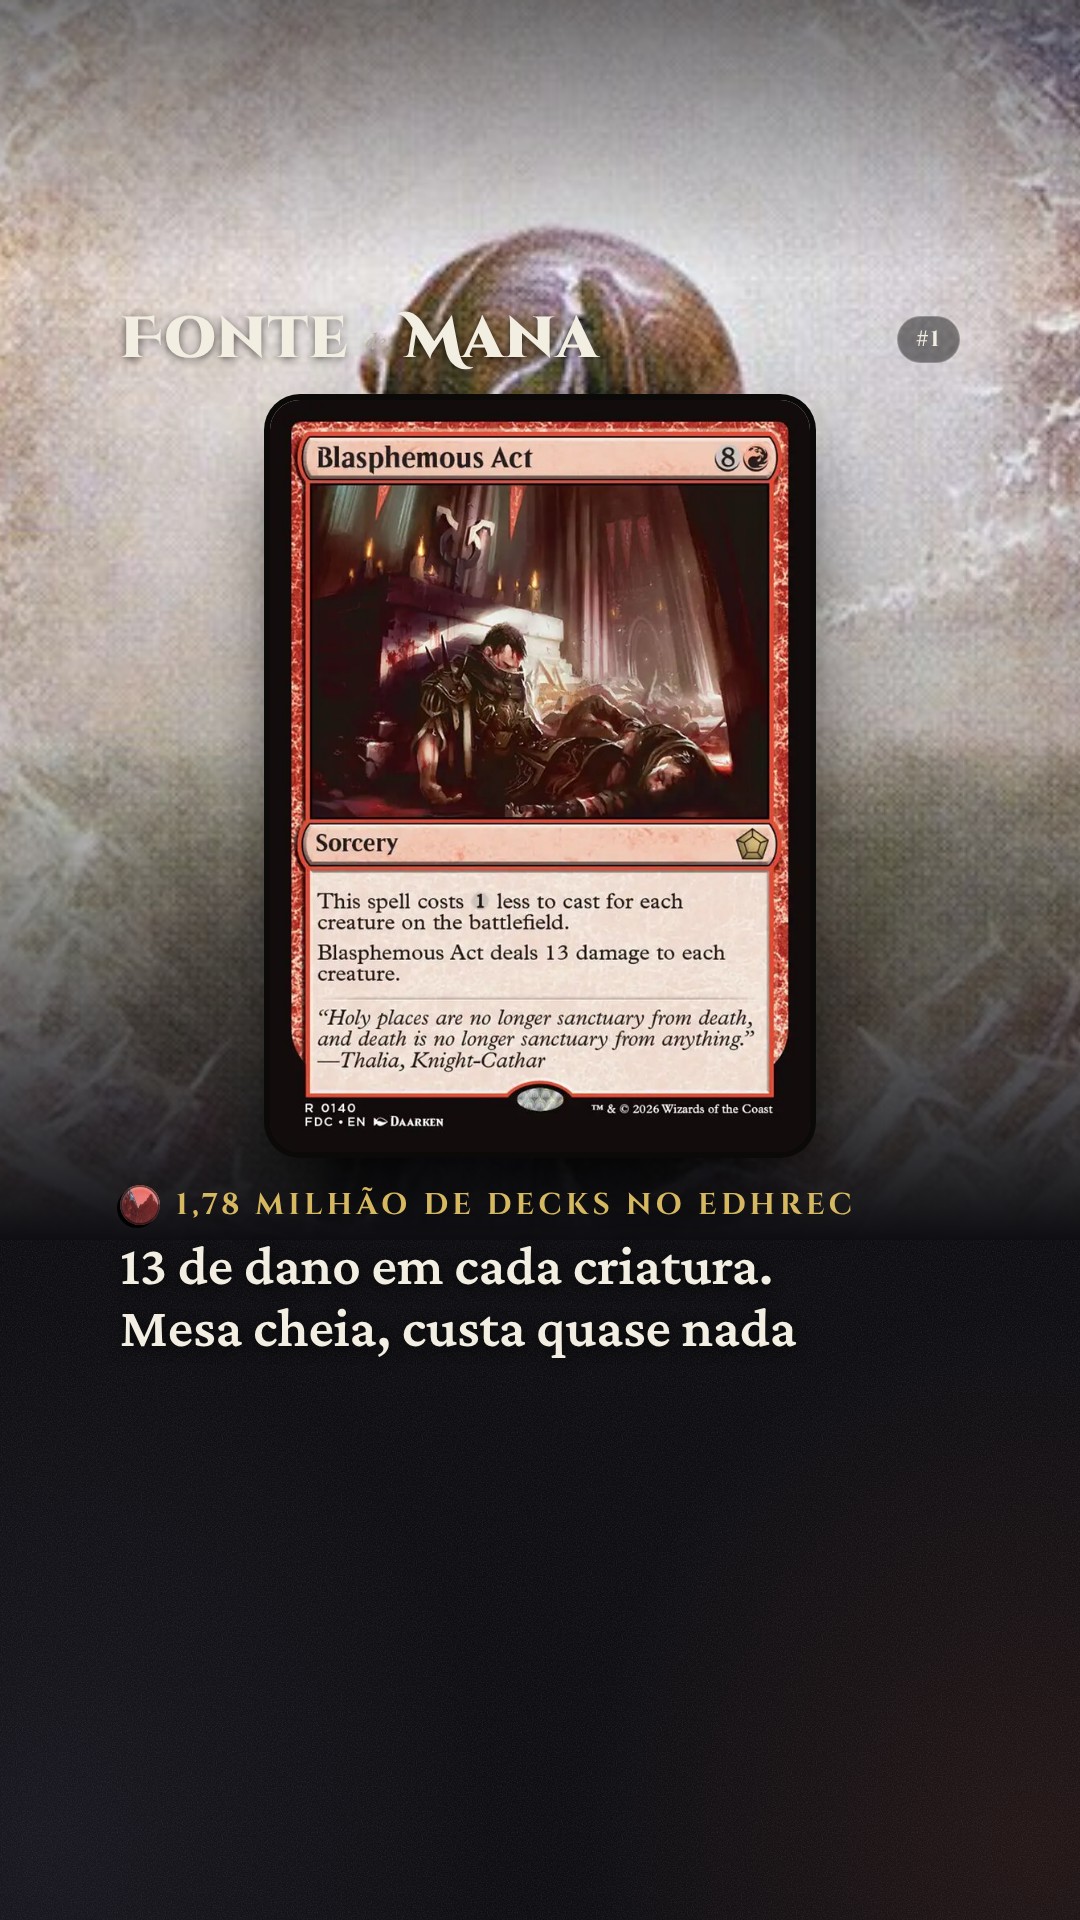 FONTE MANA
#1
Blasphemous Act 8
Sorcery
This spell costs 1 less to cast for each
creature on the battlefield.
Blasphemous Act deals 13 damage to each
creature.
“Holy places are no longer sanctuary from death,
and death is no longer sanctuary from anything.”
—Thalia, Knight-Cathar
R 0140
FDC • EN DAARKEN
™ & © 2026 Wizards of the Coast
1,78 MILHÃO DE DECKS NO EDHREC
13 de dano em cada criatura.
Mesa cheia, custa quase nada